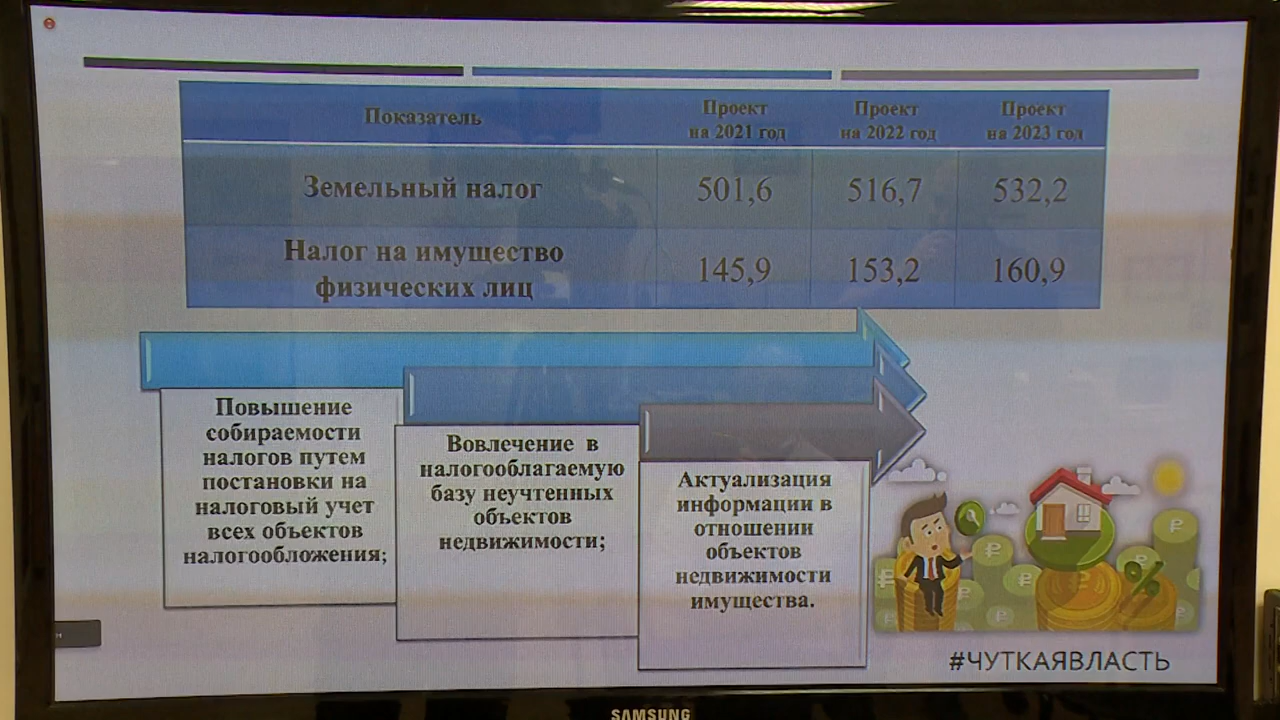 Показатель
Проект
на 2021 год
Проект
на 2022 год
Проект
на 2023 год
Земельный налог
501,6
516,7
532,2
Налог на имущество
физических лиц
145,9
153,2
160,9
Повышение
собираемости
налогов путем
постановки на
налоговый учет
всех объектов
налогообложения;
Вовлечение в
налогооблагаемую
базу неучтенных
объектов
недвижимости;
Актуализация
информации в
отношении
объектов
недвижимости
имущества.
%
#ЧУТКАЯВЛАСТЬ
SAMSUNG